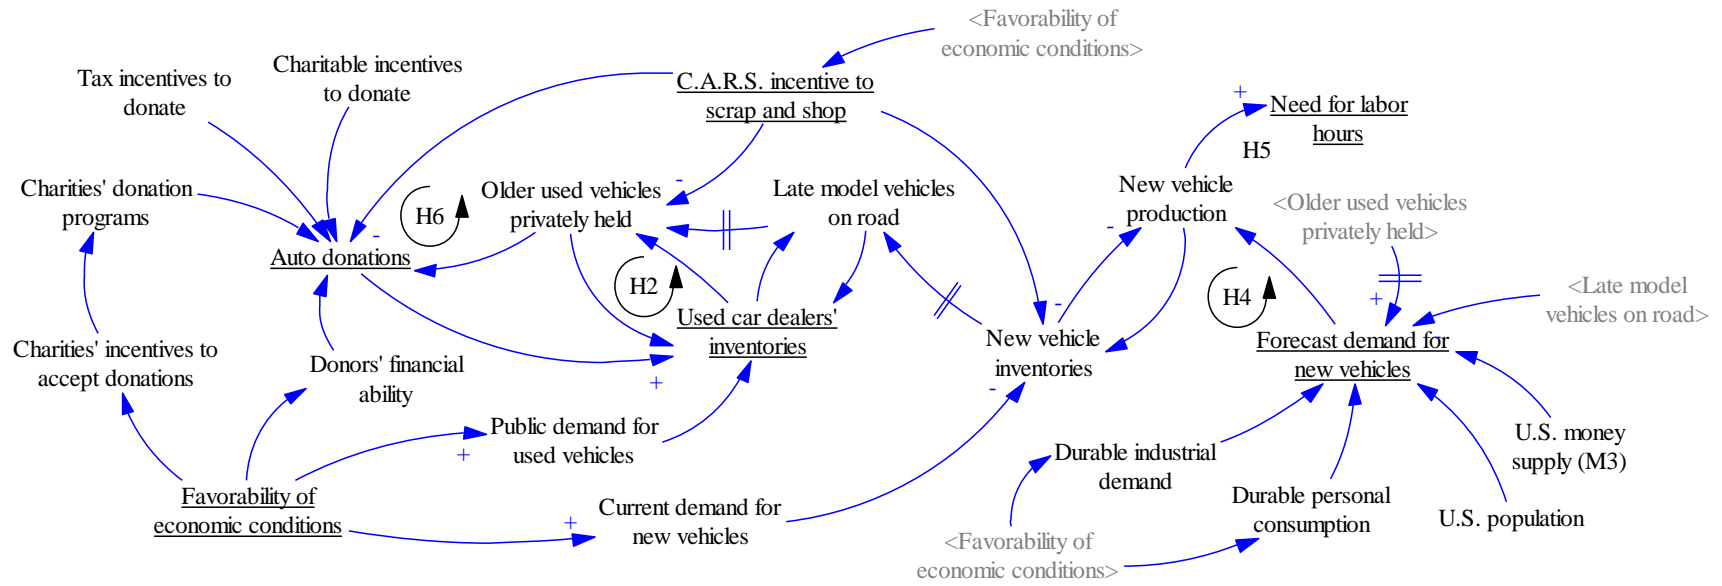 <Favorability of
economic conditions>
Tax incentives to
donate
Charitable incentives
to donate
C.A.R.S. incentive to
scrap and shop
+
Need for labor
hours
H5
Charities' donation
programs
H6
Older used vehicles
privately held
-
Late model vehicles
on road
New vehicle
production
-
<Older used vehicles
privately held>
-
Auto donations
H2
H4
+
<Late model
vehicles on road>
Used car dealers'
inventories
-
New vehicle
inventories
-
Forecast demand for
new vehicles
-
Charities' incentives to
accept donations
Donors' financial
ability
+
Public demand for
used vehicles
+
Durable industrial
demand
U.S. money
supply (M3)
Favorability of
economic conditions
+
Current demand for
new vehicles
Durable personal
consumption
U.S. population
<Favorability of
economic conditions>